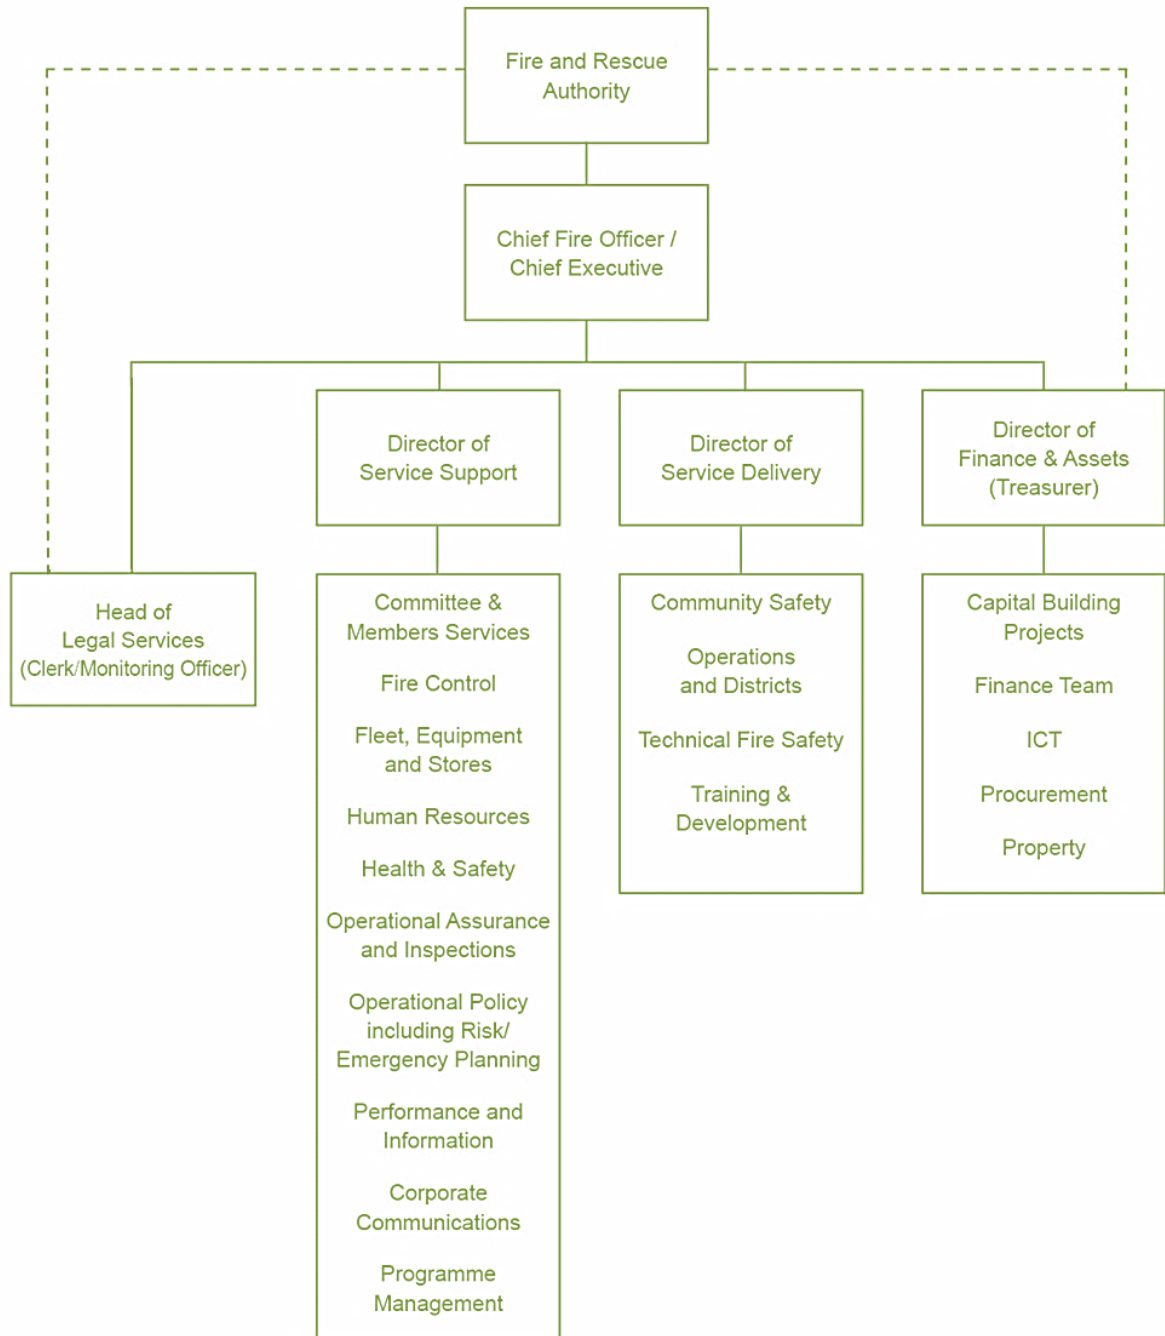 Fire and Rescue
Authority
Chief Fire Officer /
Chief Executive
Director of
Service Support
Director of
Service Delivery
Director of
Finance & Assets
(Treasurer)
Head of
Legal Services
(Clerk/Monitoring Officer)
Committee &
Members Services
Fire Control
Fleet, Equipment
and Stores
Human Resources
Health & Safety
Operational Assurance
and Inspections
Operational Policy
including Risk/
Emergency Planning
Performance and
Information
Corporate
Communications
Programme
Management
Community Safety
Operations
and Districts
Technical Fire Safety
Training &
Development
Capital Building
Projects
Finance Team
ICT
Procurement
Property